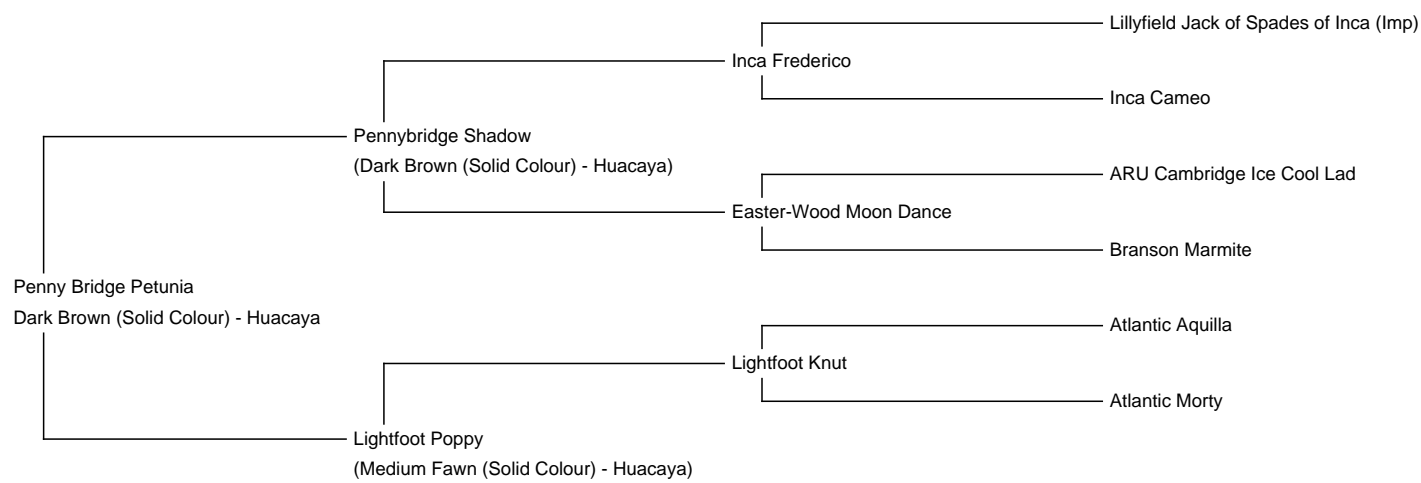 Lillyfield Jack of Spades of Inca (Imp)
Inca Frederico
Inca Cameo
Pennybridge Shadow
(Dark Brown (Solid Colour) - Huacaya)
ARU Cambridge Ice Cool Lad
Easter-Wood Moon Dance
Branson Marmite
Penny Bridge Petunia
Dark Brown (Solid Colour) - Huacaya
Atlantic Aquilla
Lightfoot Knut
Atlantic Morty
Lightfoot Poppy
(Medium Fawn (Solid Colour) - Huacaya)